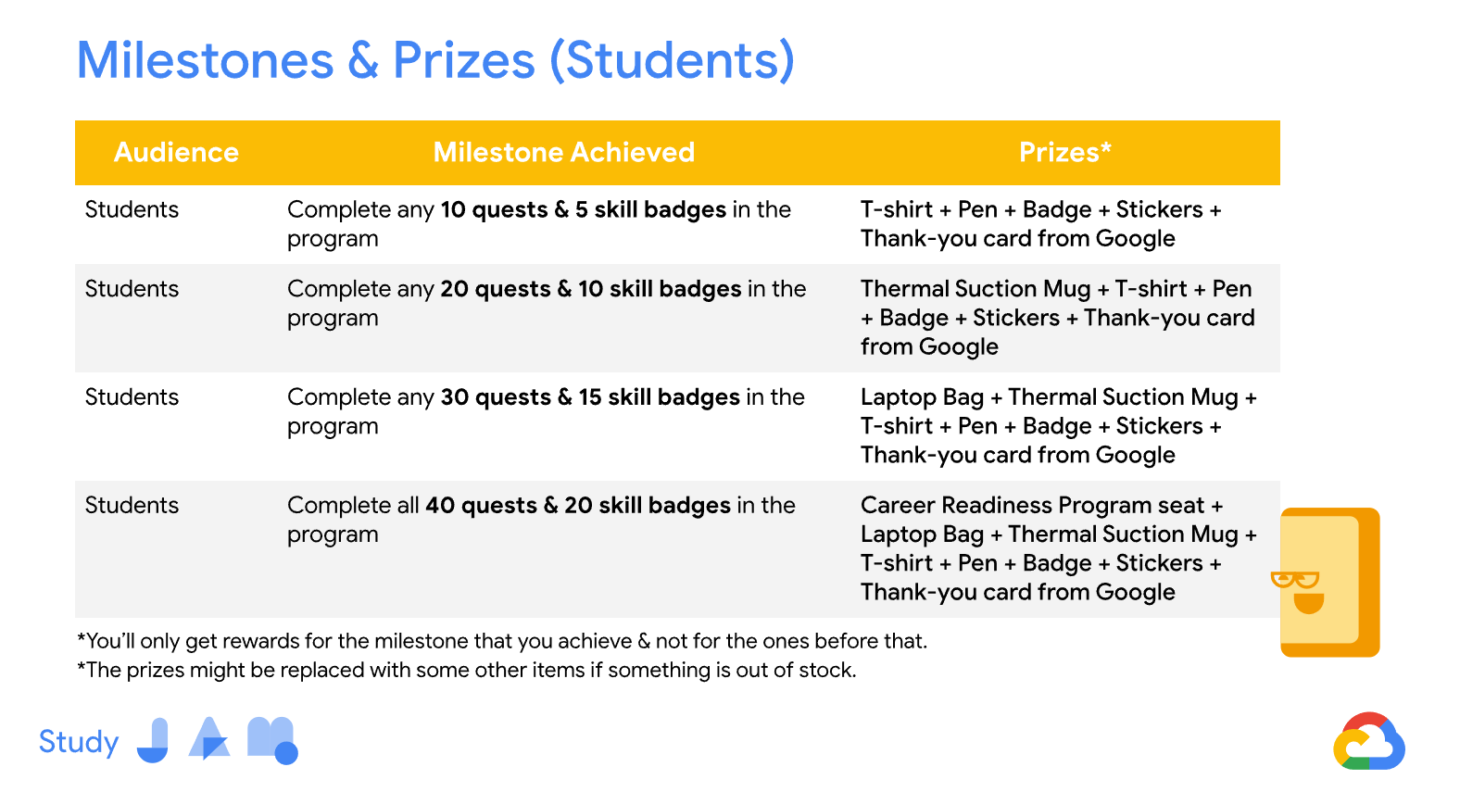 Milestones & Prizes (Students)
Audience Milestone Achieved Prizes*
Students Complete any 10 quests & 5 skill badges in the T-shirt + Pen + Badge + Stickers +
program Thank-you card from Google
Students Complete any 20 quests & 10 skill badges in the Thermal Suction Mug + T-shirt + Pen
program + Badge + Stickers + Thank-you card
from Google
Students Complete any 30 quests & 15 skill badges in the Laptop Bag + Thermal Suction Mug +
program T-shirt + Pen + Badge + Stickers +
Thank-you card from Google
Students Complete all 40 quests & 20 skill badges in the Career Readiness Program seat +
program Laptop Bag + Thermal Suction Mug +
T-shirt + Pen + Badge + Stickers +
Thank-you card from Google
*You'll only get rewards for the milestone that you achieve & not for the ones before that.
*The prizes might be replaced with some other items if something is out of stock.
Study JAM